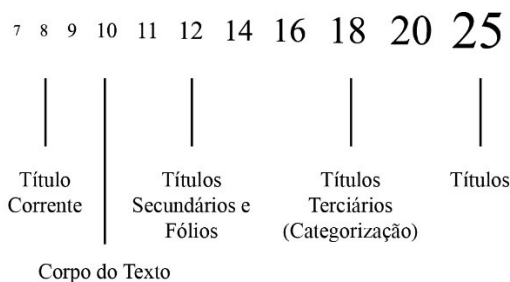 7 8 9 10 11 12 14 16 18 20 25
Título
Corrente
Corpo do Texto
Títulos
Secundários e
Fólios
Títulos
Terciários
(Categorização)
Títulos